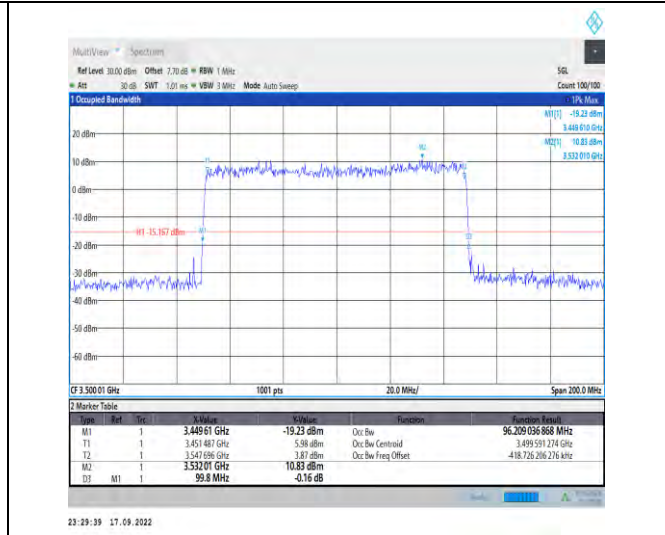 MultiView Spectrum
Ref Level 30.00 dBm Offset 7.70 dB RBW 1 MHz SGL
Att 30 dB SWT 1.01 ms VBW 3 MHz Mode Auto Sweep Count 100/100
1 Occupied Bandwidth 1Pk Max
M1[1] -19.23 dBm
3.449 610 GHz
M2[1] 10.83 dBm
3.532 010 GHz
20 dBm
M2
10 dBm
0 dBm
-10 dBm
H1 -15.167 dBm M1
D3
-20 dBm
-30 dBm
-40 dBm
-50 dBm
-60 dBm
CF 3.500 01 GHz 1001 pts 20.0 MHz/ Span 200.0 MHz
2 Marker Table
Type Ref Trc X-Value Y-Value Function Function Result
M1 1 3.449 61 GHz -19.23 dBm Occ Bw 96.209 036 868 MHz
T1 1 3.451 487 GHz 5.98 dBm Occ Bw Centroid 3.499 591 274 GHz
T2 1 3.547 696 GHz 3.87 dBm Occ Bw Freq Offset -418.726 206 276 kHz
M2 1 3.532 01 GHz 10.83 dBm
D3 M1 1 99.8 MHz -0.16 dB
Ready
23:29:39 17.09.2022